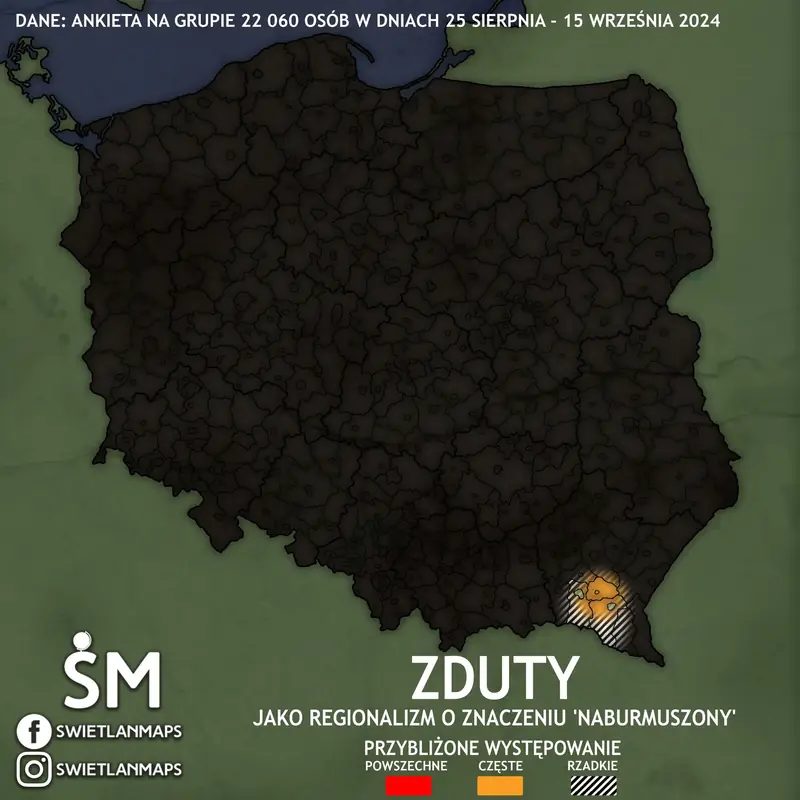 DANE: ANKIETA NA GRUPIE 22 060 OSÓB W DNIACH 25 SIERPNIA - 15 WRZEŚNIA 2024
ŚM
SWIETLANMAPS
SWIETLANMAPS
ZDUTY
JAKO REGIONALIZM O ZNACZENIU 'NABURMUSZONY'
PRZYBLIŻONE WYSTĘPOWANIE
POWSZECHNE CZĘSTE RZADKIE